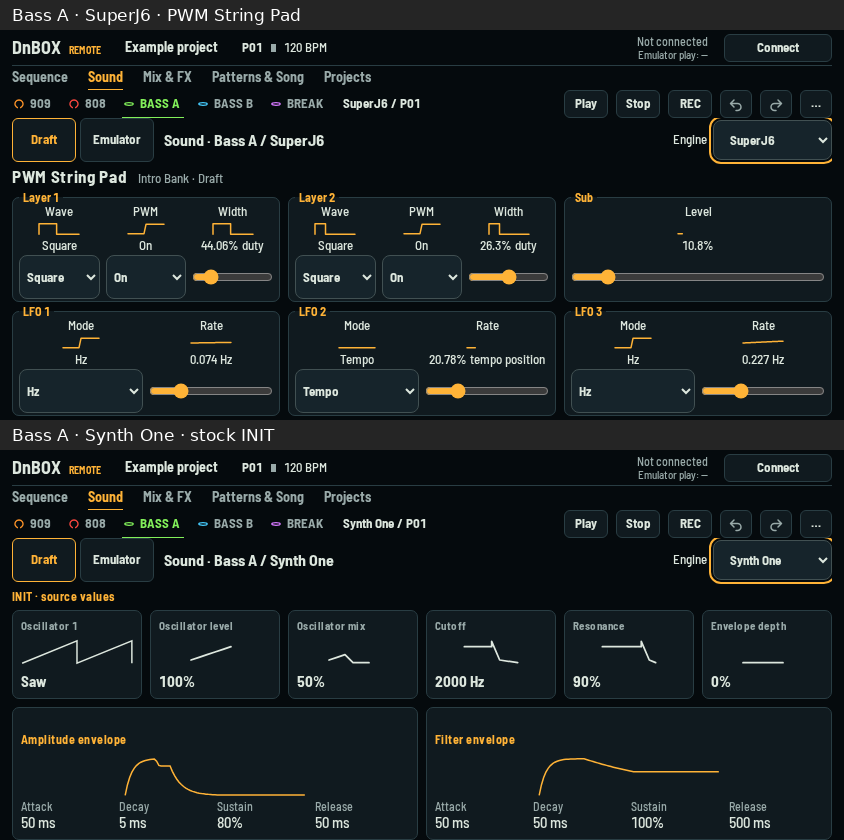 Bass A · SuperJ6 · PWM String Pad
DnBOX REMOTE Example project P01 120 BPM Not connected Connect
Emulator play: —
Sequence Sound Mix & FX Patterns & Song Projects
909 808 BASS A BASS B BREAK SuperJ6 / P01 Play Stop REC ...
Draft Emulator Sound · Bass A / SuperJ6 Engine SuperJ6
PWM String Pad Intro Bank · Draft
Layer 1 Layer 2 Sub
Wave PWM Width Wave PWM Width Level
Square On 44.06% duty Square On 26.3% duty 10.8%
Square On Square On
LFO 1 LFO 2 LFO 3
Mode Rate Mode Rate Mode Rate
Hz 0.074 Hz Tempo 20.78% tempo position Hz 0.227 Hz
Hz Tempo Hz
Bass A · Synth One · stock INIT
DnBOX REMOTE Example project P01 120 BPM Not connected Connect
Emulator play: —
Sequence Sound Mix & FX Patterns & Song Projects
909 808 BASS A BASS B BREAK Synth One / P01 Play Stop REC ...
Draft Emulator Sound · Bass A / Synth One Engine Synth One
INIT · source values
Oscillator 1 Oscillator level Oscillator mix Cutoff Resonance Envelope depth
Saw 100% 50% 2000 Hz 90% 0%
Amplitude envelope Filter envelope
Attack Decay Sustain Release Attack Decay Sustain Release
50 ms 5 ms 80% 50 ms 50 ms 50 ms 100% 500 ms